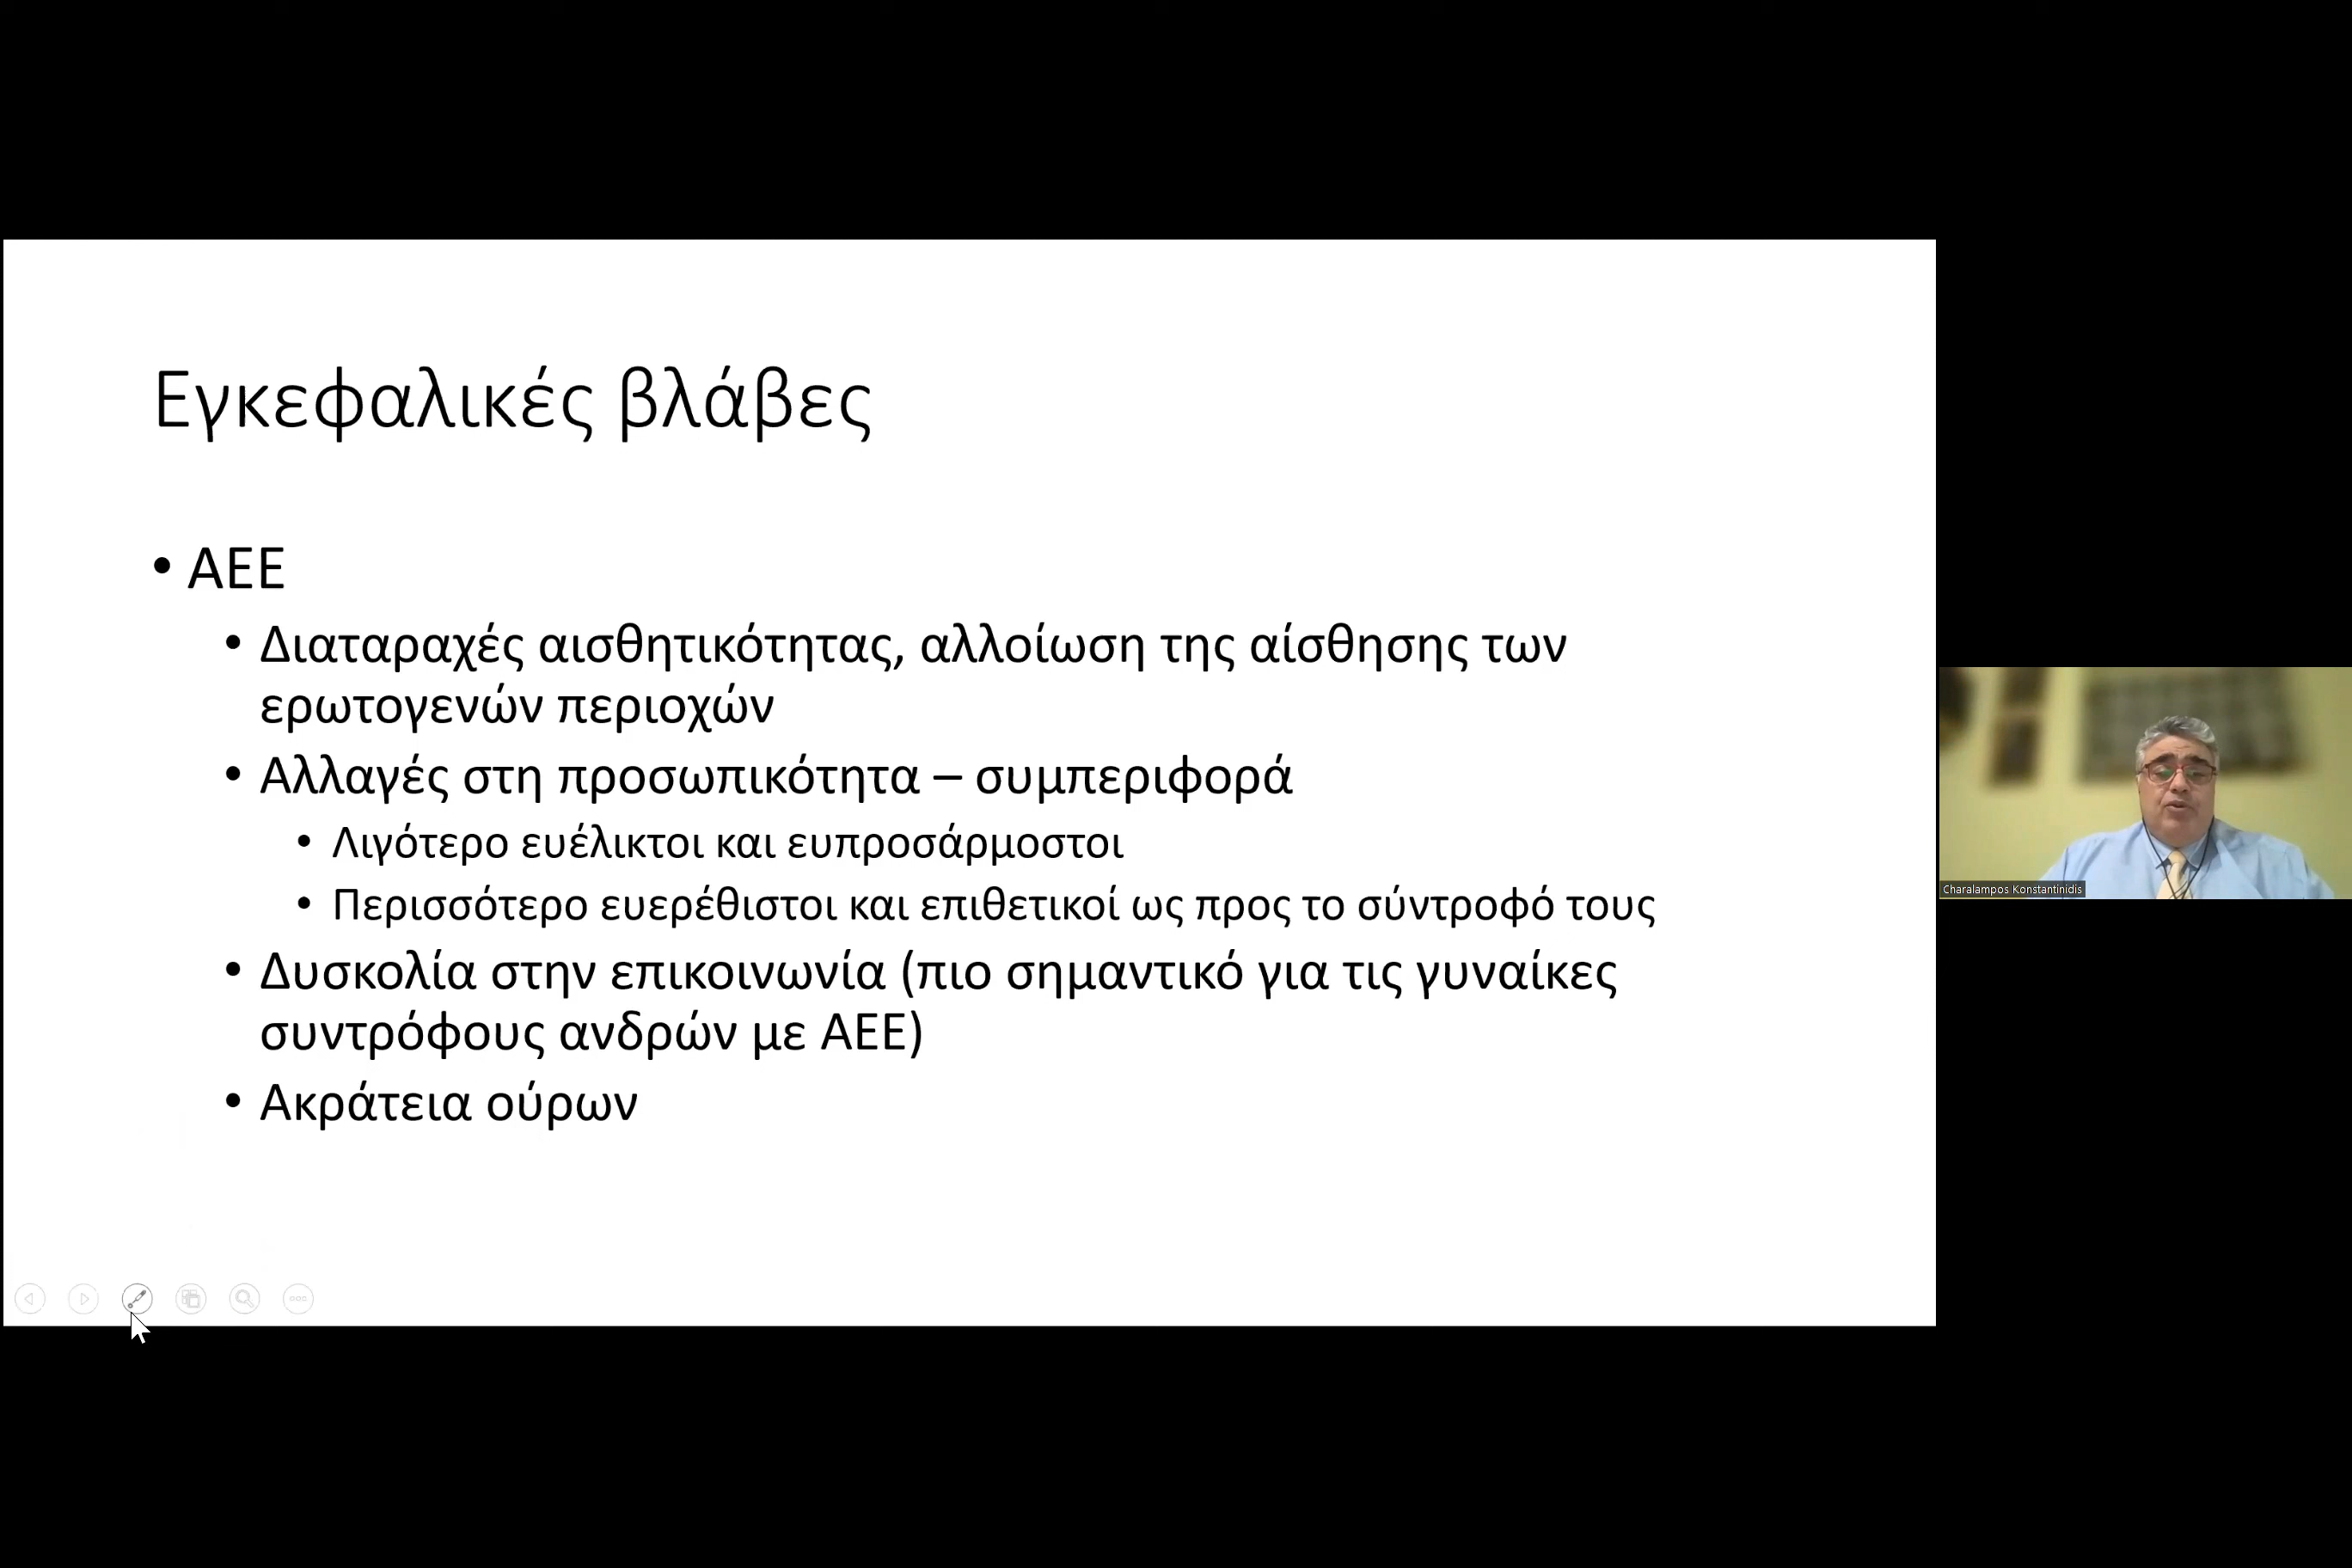 Εγκεφαλικές βλάβες
• ΑΕΕ
• Διαταραχές αισθητικότητας, αλλοίωση της αίσθησης των
ερωτογενών περιοχών
• Αλλαγές στη προσωπικότητα – συμπεριφορά
• Λιγότερο ευέλικτοι και ευπροσάρμοστοι
• Περισσότερο ευερέθιστοι και επιθετικοί ως προς το σύντροφό τους
• Δυσκολία στην επικοινωνία (πιο σημαντικό για τις γυναίκες
συντρόφους ανδρών με ΑΕΕ)
• Ακράτεια ούρων
Charalampos Konstantinidis